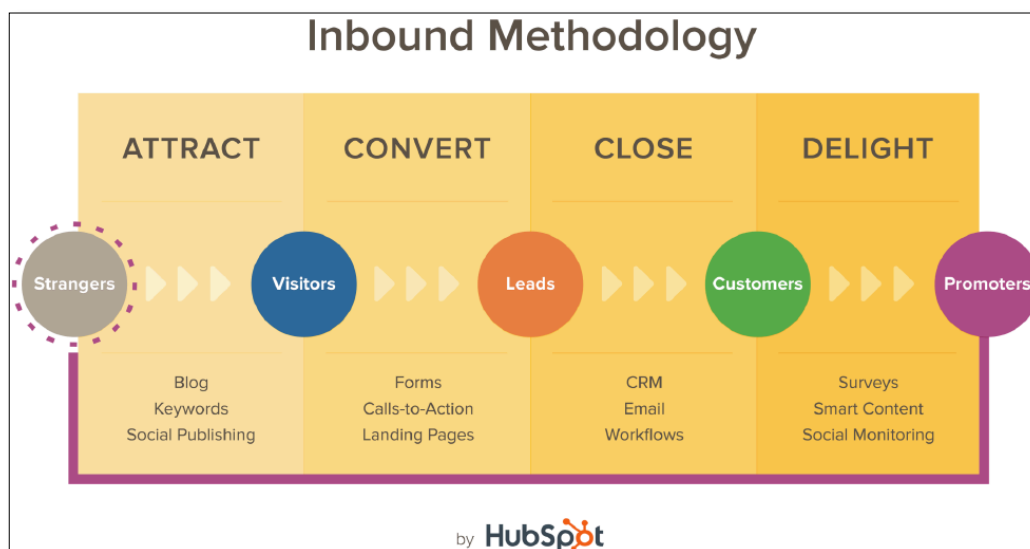 Inbound Methodology
ATTRACT
CONVERT
CLOSE
DELIGHT
Strangers
Visitors
Leads
Customers
Promoters
Blog
Keywords
Social Publishing
Forms
Calls-to-Action
Landing Pages
CRM
Email
Workflows
Surveys
Smart Content
Social Monitoring
by HubSpot